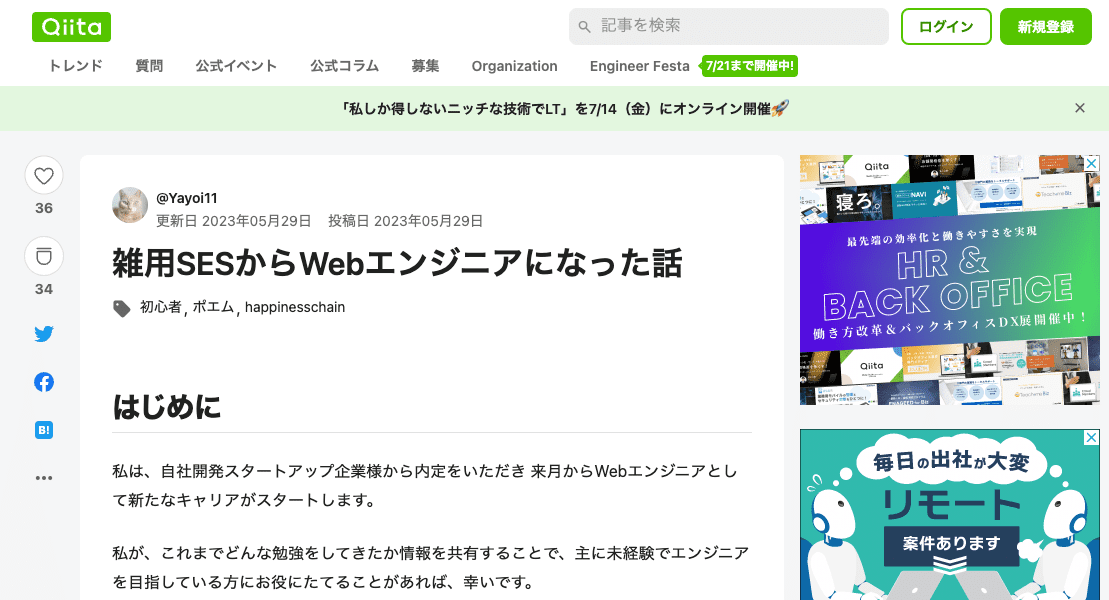 Qiita
記事を検索
ログイン
新規登録
トレンド 質問 公式イベント 公式コラム 募集 Organization Engineer Festa 7/21まで開催中!
「私しか得しないニッチな技術でLT」を7/14（金）にオンライン開催🚀
@Yayoi11
更新日 2023年05月29日 投稿日 2023年05月29日
36
34
B!
雑用SESからWebエンジニアになった話
初心者, ポエム, happinesschain
はじめに
私は、自社開発スタートアップ企業様から内定をいただき 来月からWebエンジニアとし
て新たなキャリアがスタートします。
私が、これまでどんな勉強をしてきたか情報を共有することで、主に未経験でエンジニア
を目指している方にお役にたてることがあれば、幸いです。
Qiita
寝ろ。
NAVI
最先端の効率化と働きやすさを実現
HR &
BACK OFFICE
働き方改革&バックオフィスDX展開催中！
Qiita
毎日の出社が大変
リモート
案件あります